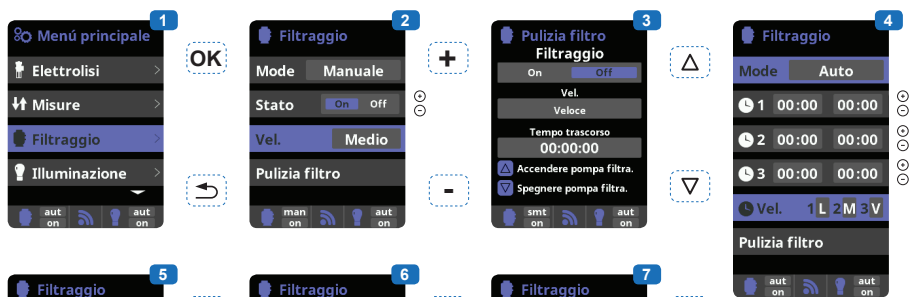 1
Menú principale
Elettrolisi
Misure
Filtraggio
Illuminazione
aut
on
aut
on
OK
2
Filtraggio
Mode Manuale
Stato On Off
Vel. Medio
Pulizia filtro
man
on
aut
on
+
-
3
Pulizia filtro
Filtraggio
On Off
Vel.
Veloce
Tempo trascorso
00:00:00
Accendere pompa filtra.
Spegnere pompa filtra.
smt
on
aut
on
4
Filtraggio
Mode Auto
1 00:00 00:00
2 00:00 00:00
3 00:00 00:00
Vel. 1 L 2 M 3 V
Pulizia filtro
aut
on
aut
on
5
Filtraggio
6
Filtraggio
7
Filtraggio